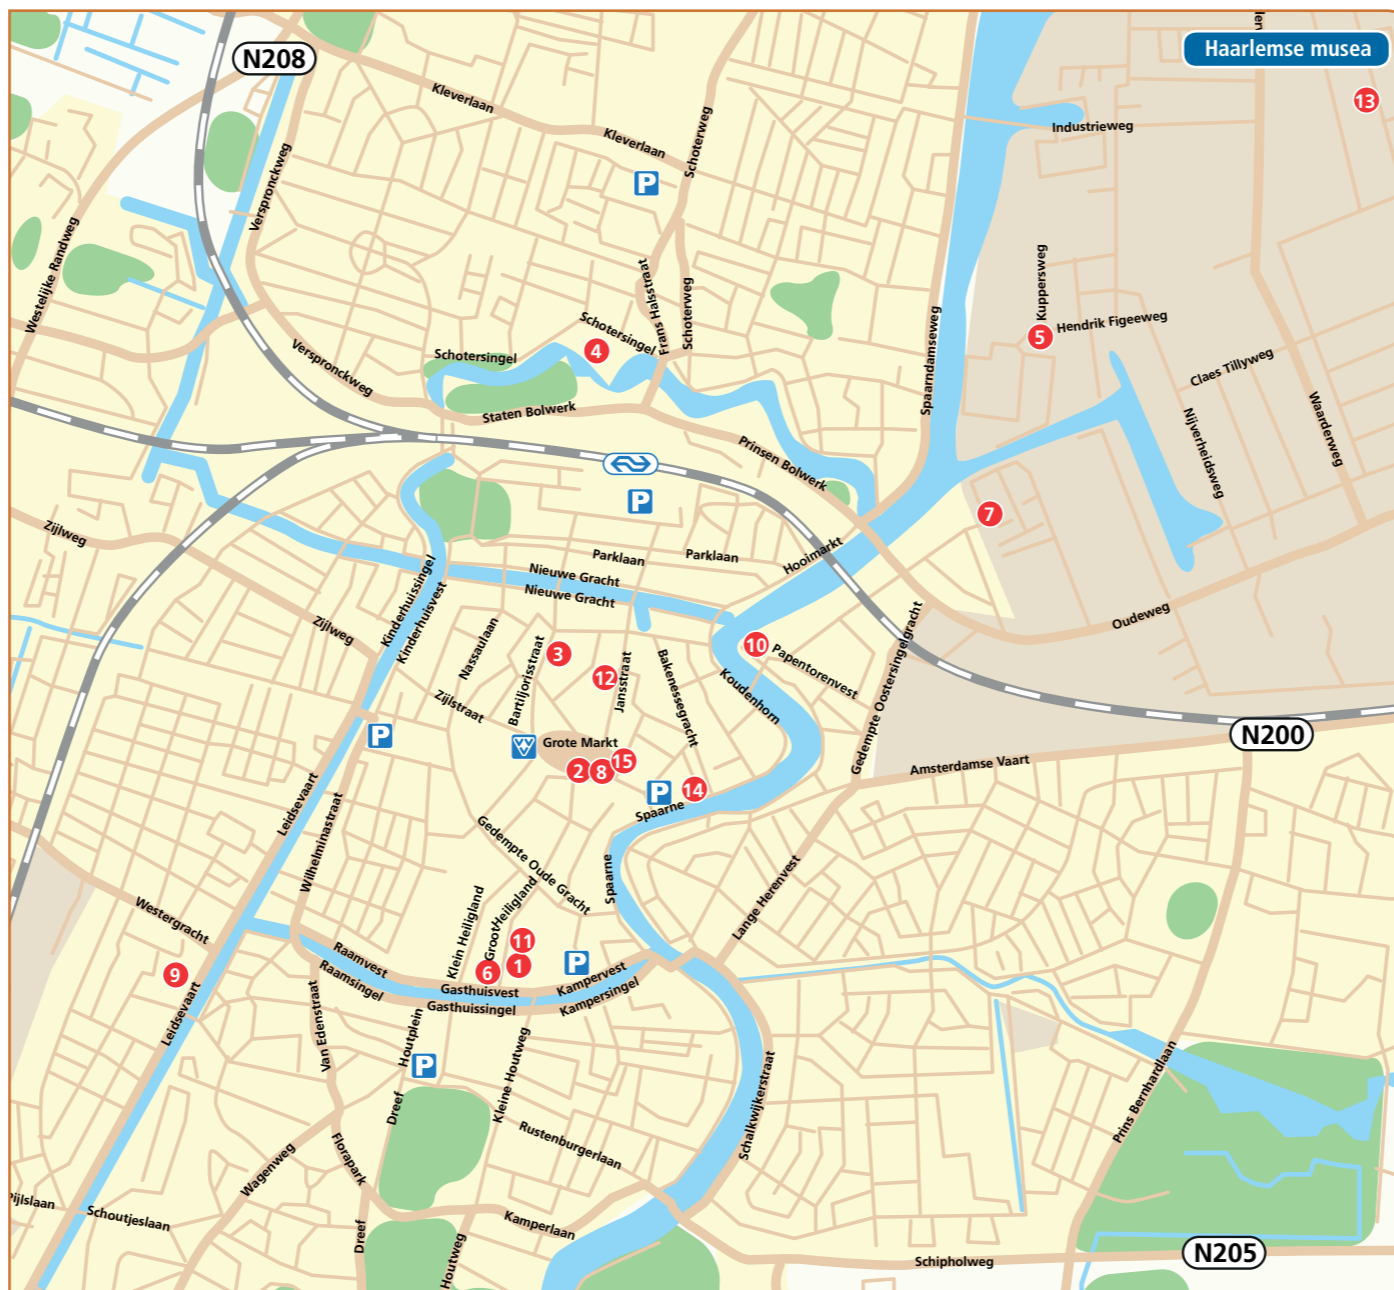 Haarlemse musea
N208
13
Kleverlaan
Industrieweg
Kleverlaan
Schoterweg
P
Verspronckweg
Westelijke Randweg
Frans Halsstraat
Schoterweg
Kuppersweg
Hendrik Figeeweg
5
Schotersingel
Schotersingel
4
Spaarndamseweg
Verspronckweg
Claes Tillyweg
Staten Bolwerk
Nijverheidsweg
Waarderweg
Prinsen Bolwerk
P
7
Zijlweg
Parklaan
Parklaan
Hooimarkt
Nieuwe Gracht
Nieuwe Gracht
Kinderhuissingel
Kinderhuisvest
Oudeweg
Zijlweg
Nassaulaan
Bartiljorisstraat
3
12
Jansstraat
Bakenessegracht
10
Papentorenvest
Koudenhorn
Gedempte Oostersingelgracht
Zijlstraat
P
VVV
Grote Markt
2
8
15
N200
Amsterdamse Vaart
P
14
Spaarne
Leidsevaart
Wilhelminastraat
Gedempte Oude Gracht
Spaarne
Lange Herenvest
Westergracht
Klein Heiligland
Groot Heiligland
11
1
6
P
9
Raamvest
Raamsingel
Gasthuisvest
Gasthuissingel
Kampervest
Kampersingel
Leidsevaart
Van Edenstraat
Houtplein
P
Kleine Houtweg
Schalkwijkerstraat
Prins Bernhardlaan
Dreef
Rustenburgerlaan
Florapark
Wagenweg
Pijlslaan
Schoutjeslaan
Dreef
Kamperlaan
Houtweg
Schipholweg
N205